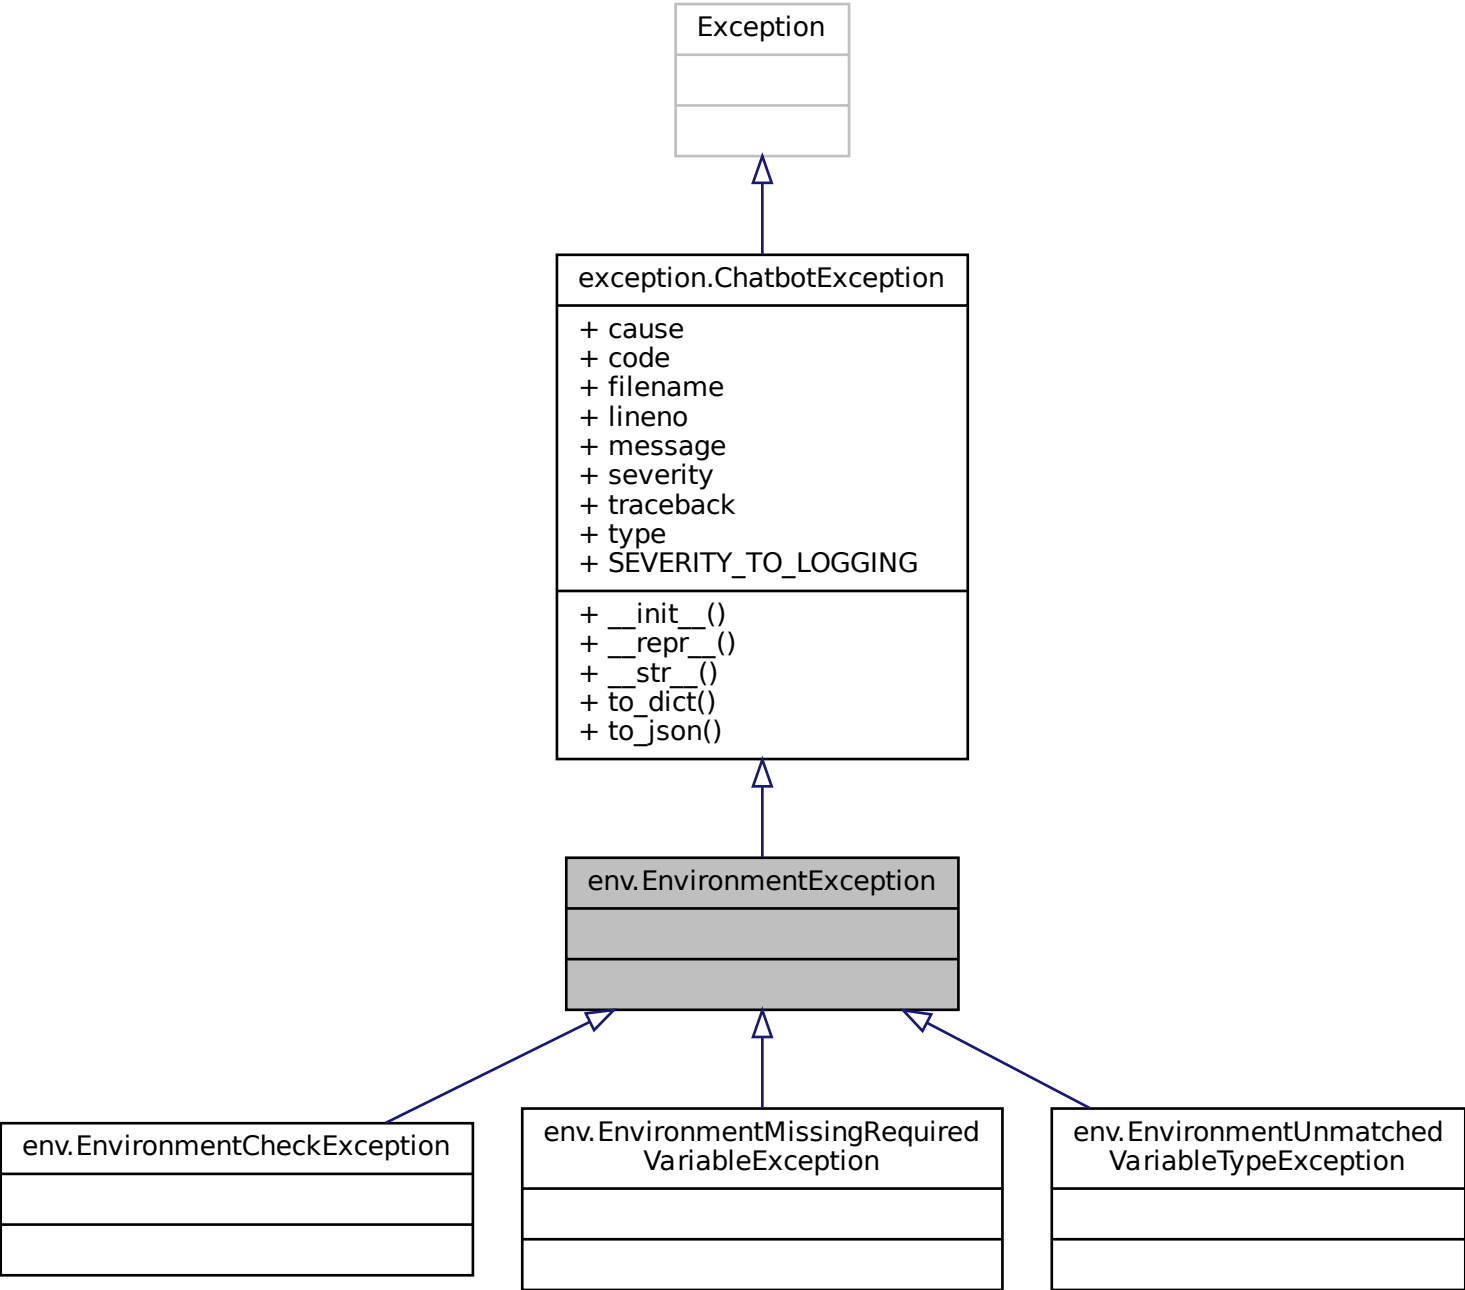 Exception
exception.ChatbotException
+ cause
+ code
+ filename
+ lineno
+ message
+ severity
+ traceback
+ type
+ SEVERITY_TO_LOGGING
+ __init__()
+ __repr__()
+ __str__()
+ to_dict()
+ to_json()
env.EnvironmentException
env.EnvironmentCheckException
env.EnvironmentMissingRequired
VariableException
env.EnvironmentUnmatched
VariableTypeException